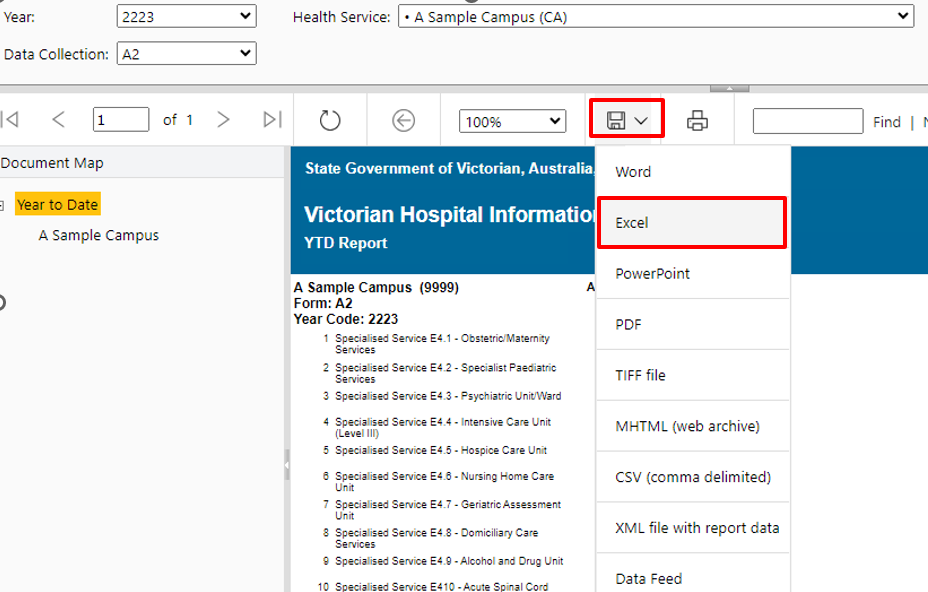 Year:
2223
Health Service:
• A Sample Campus (CA)
Data Collection:
A2
1
of 1
100%
Find |
Document Map
Year to Date
A Sample Campus
State Government of Victorian, Australia,
Victorian Hospital Informatio
YTD Report
A Sample Campus (9999)
A
Form: A2
Year Code: 2223
1 Specialised Service E4.1 - Obstetric/Maternity
Services
2 Specialised Service E4.2 - Specialist Paediatric
Services
3 Specialised Service E4.3 - Psychiatric Unit/Ward
4 Specialised Service E4.4 - Intensive Care Unit
(Level III)
5 Specialised Service E4.5 - Hospice Care Unit
6 Specialised Service E4.6 - Nursing Home Care
Unit
7 Specialised Service E4.7 - Geriatric Assessment
Unit
8 Specialised Service E4.8 - Domiciliary Care
Services
9 Specialised Service E4.9 - Alcohol and Drug Unit
10 Specialised Service E410 - Acute Spinal Cord
Word
Excel
PowerPoint
PDF
TIFF file
MHTML (web archive)
CSV (comma delimited)
XML file with report data
Data Feed